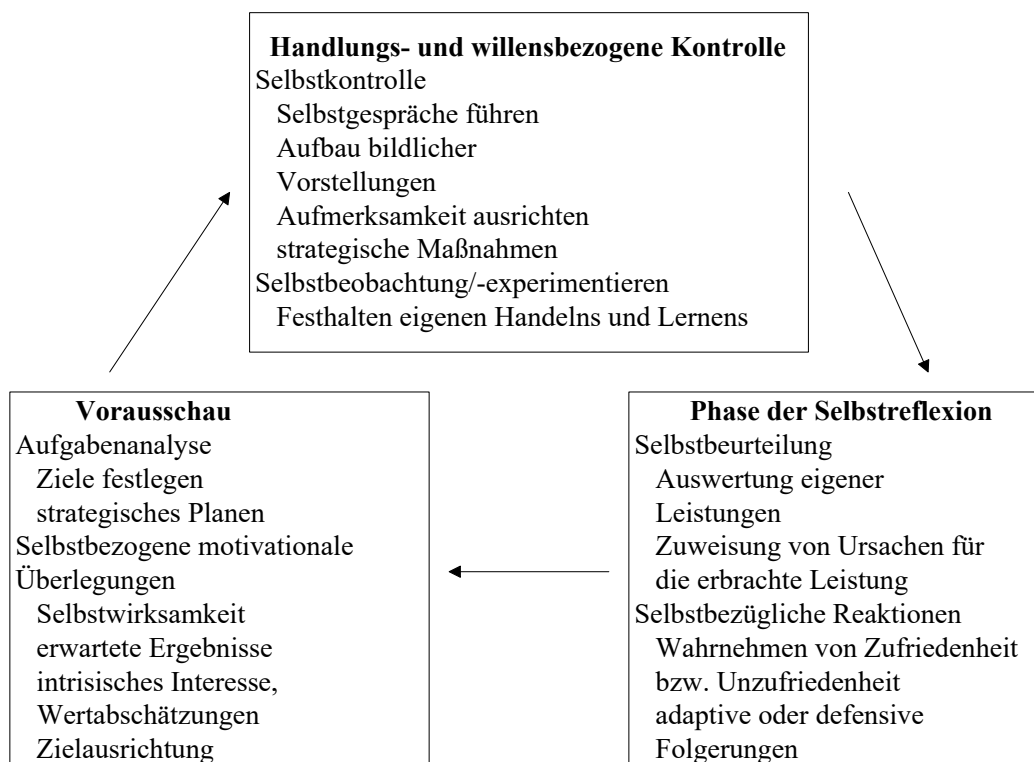 Handlungs- und willensbezogene Kontrolle
Selbstkontrolle
Selbstgespräche führen
Aufbau bildlicher
Vorstellungen
Aufmerksamkeit ausrichten
strategische Maßnahmen
Selbstbeobachtung/-experimentieren
Festhalten eigenen Handelns und Lernens
Vorausschau
Aufgabenanalyse
Ziele festlegen
strategisches Planen
Selbstbezogene motivationale
Überlegungen
Selbstwirksamkeit
erwartete Ergebnisse
intrisisches Interesse,
Wertabschätzungen
Zielausrichtung
Phase der Selbstreflexion
Selbstbeurteilung
Auswertung eigener
Leistungen
Zuweisung von Ursachen für
die erbrachte Leistung
Selbstbezügliche Reaktionen
Wahrnehmen von Zufriedenheit
bzw. Unzufriedenheit
adaptive oder defensive
Folgerungen